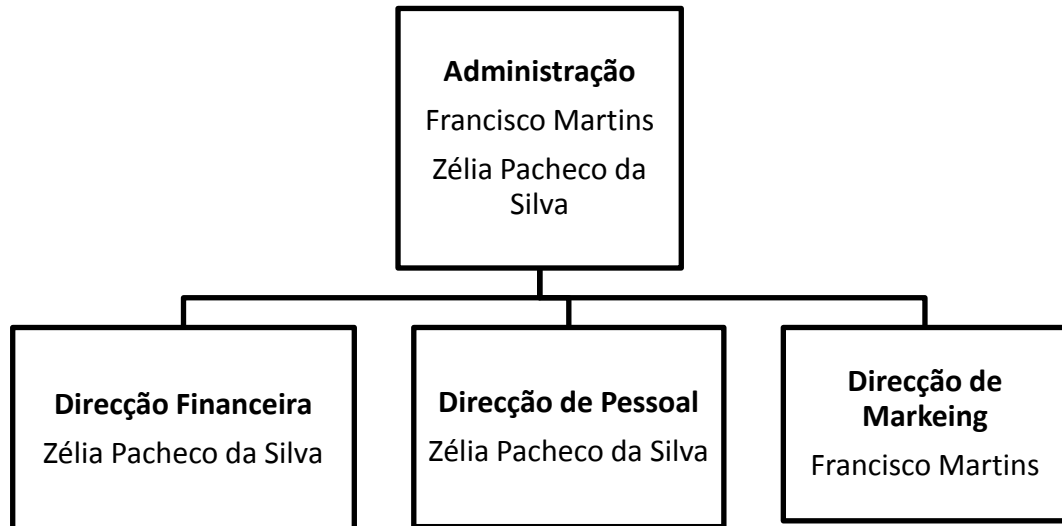 Administração
Francisco Martins
Zélia Pacheco da
Silva
Direcção Financeira
Zélia Pacheco da Silva
Direcção de Pessoal
Zélia Pacheco da Silva
Direcção de
Markeing
Francisco Martins